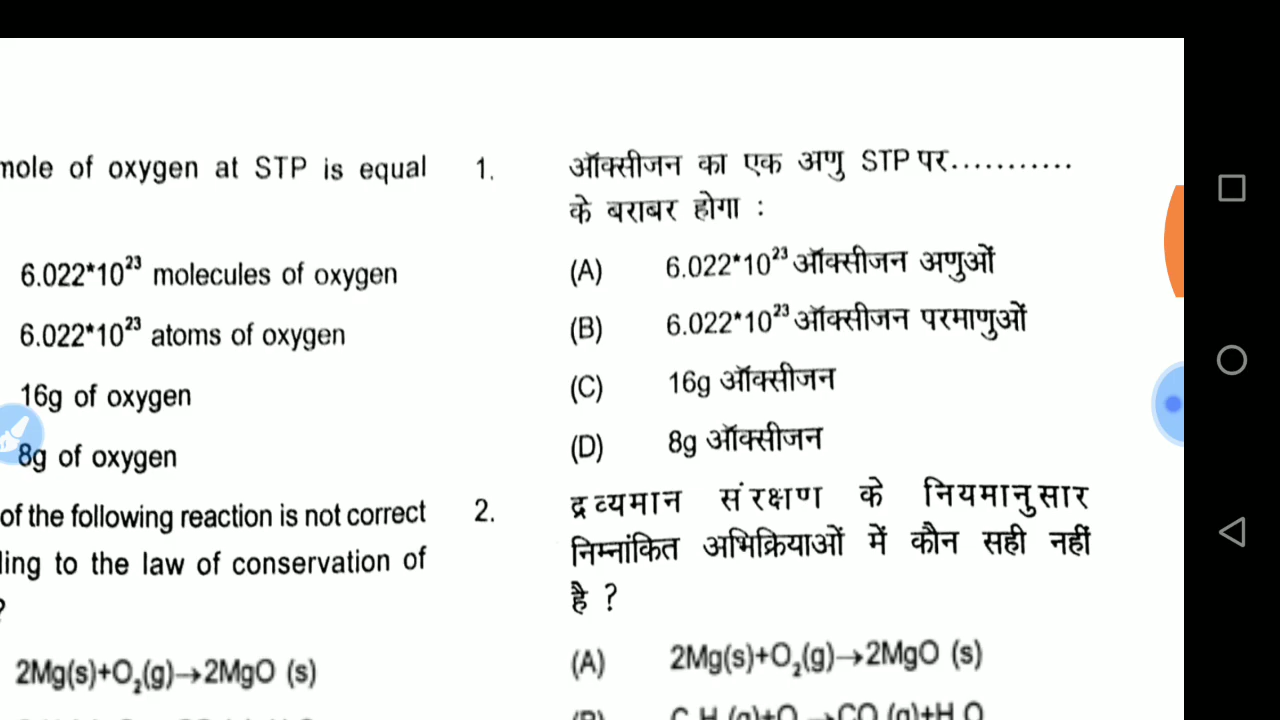 mole of oxygen at STP is equal
6.022*10²³ molecules of oxygen
6.022*10²³ atoms of oxygen
16g of oxygen
8g of oxygen
of the following reaction is not correct
ling to the law of conservation of
?
2Mg(s)+O₂(g)→2MgO (s)
1. ऑक्सीजन का एक अणु STP पर...........
के बराबर होगा :
(A) 6.022*10²³ ऑक्सीजन अणुओं
(B) 6.022*10²³ ऑक्सीजन परमाणुओं
(C) 16g ऑक्सीजन
(D) 8g ऑक्सीजन
2. द्रव्यमान संरक्षण के नियमानुसार
निम्नांकित अभिक्रियाओं में कौन सही नहीं
है ?
(A) 2Mg(s)+O₂(g)→2MgO (s)